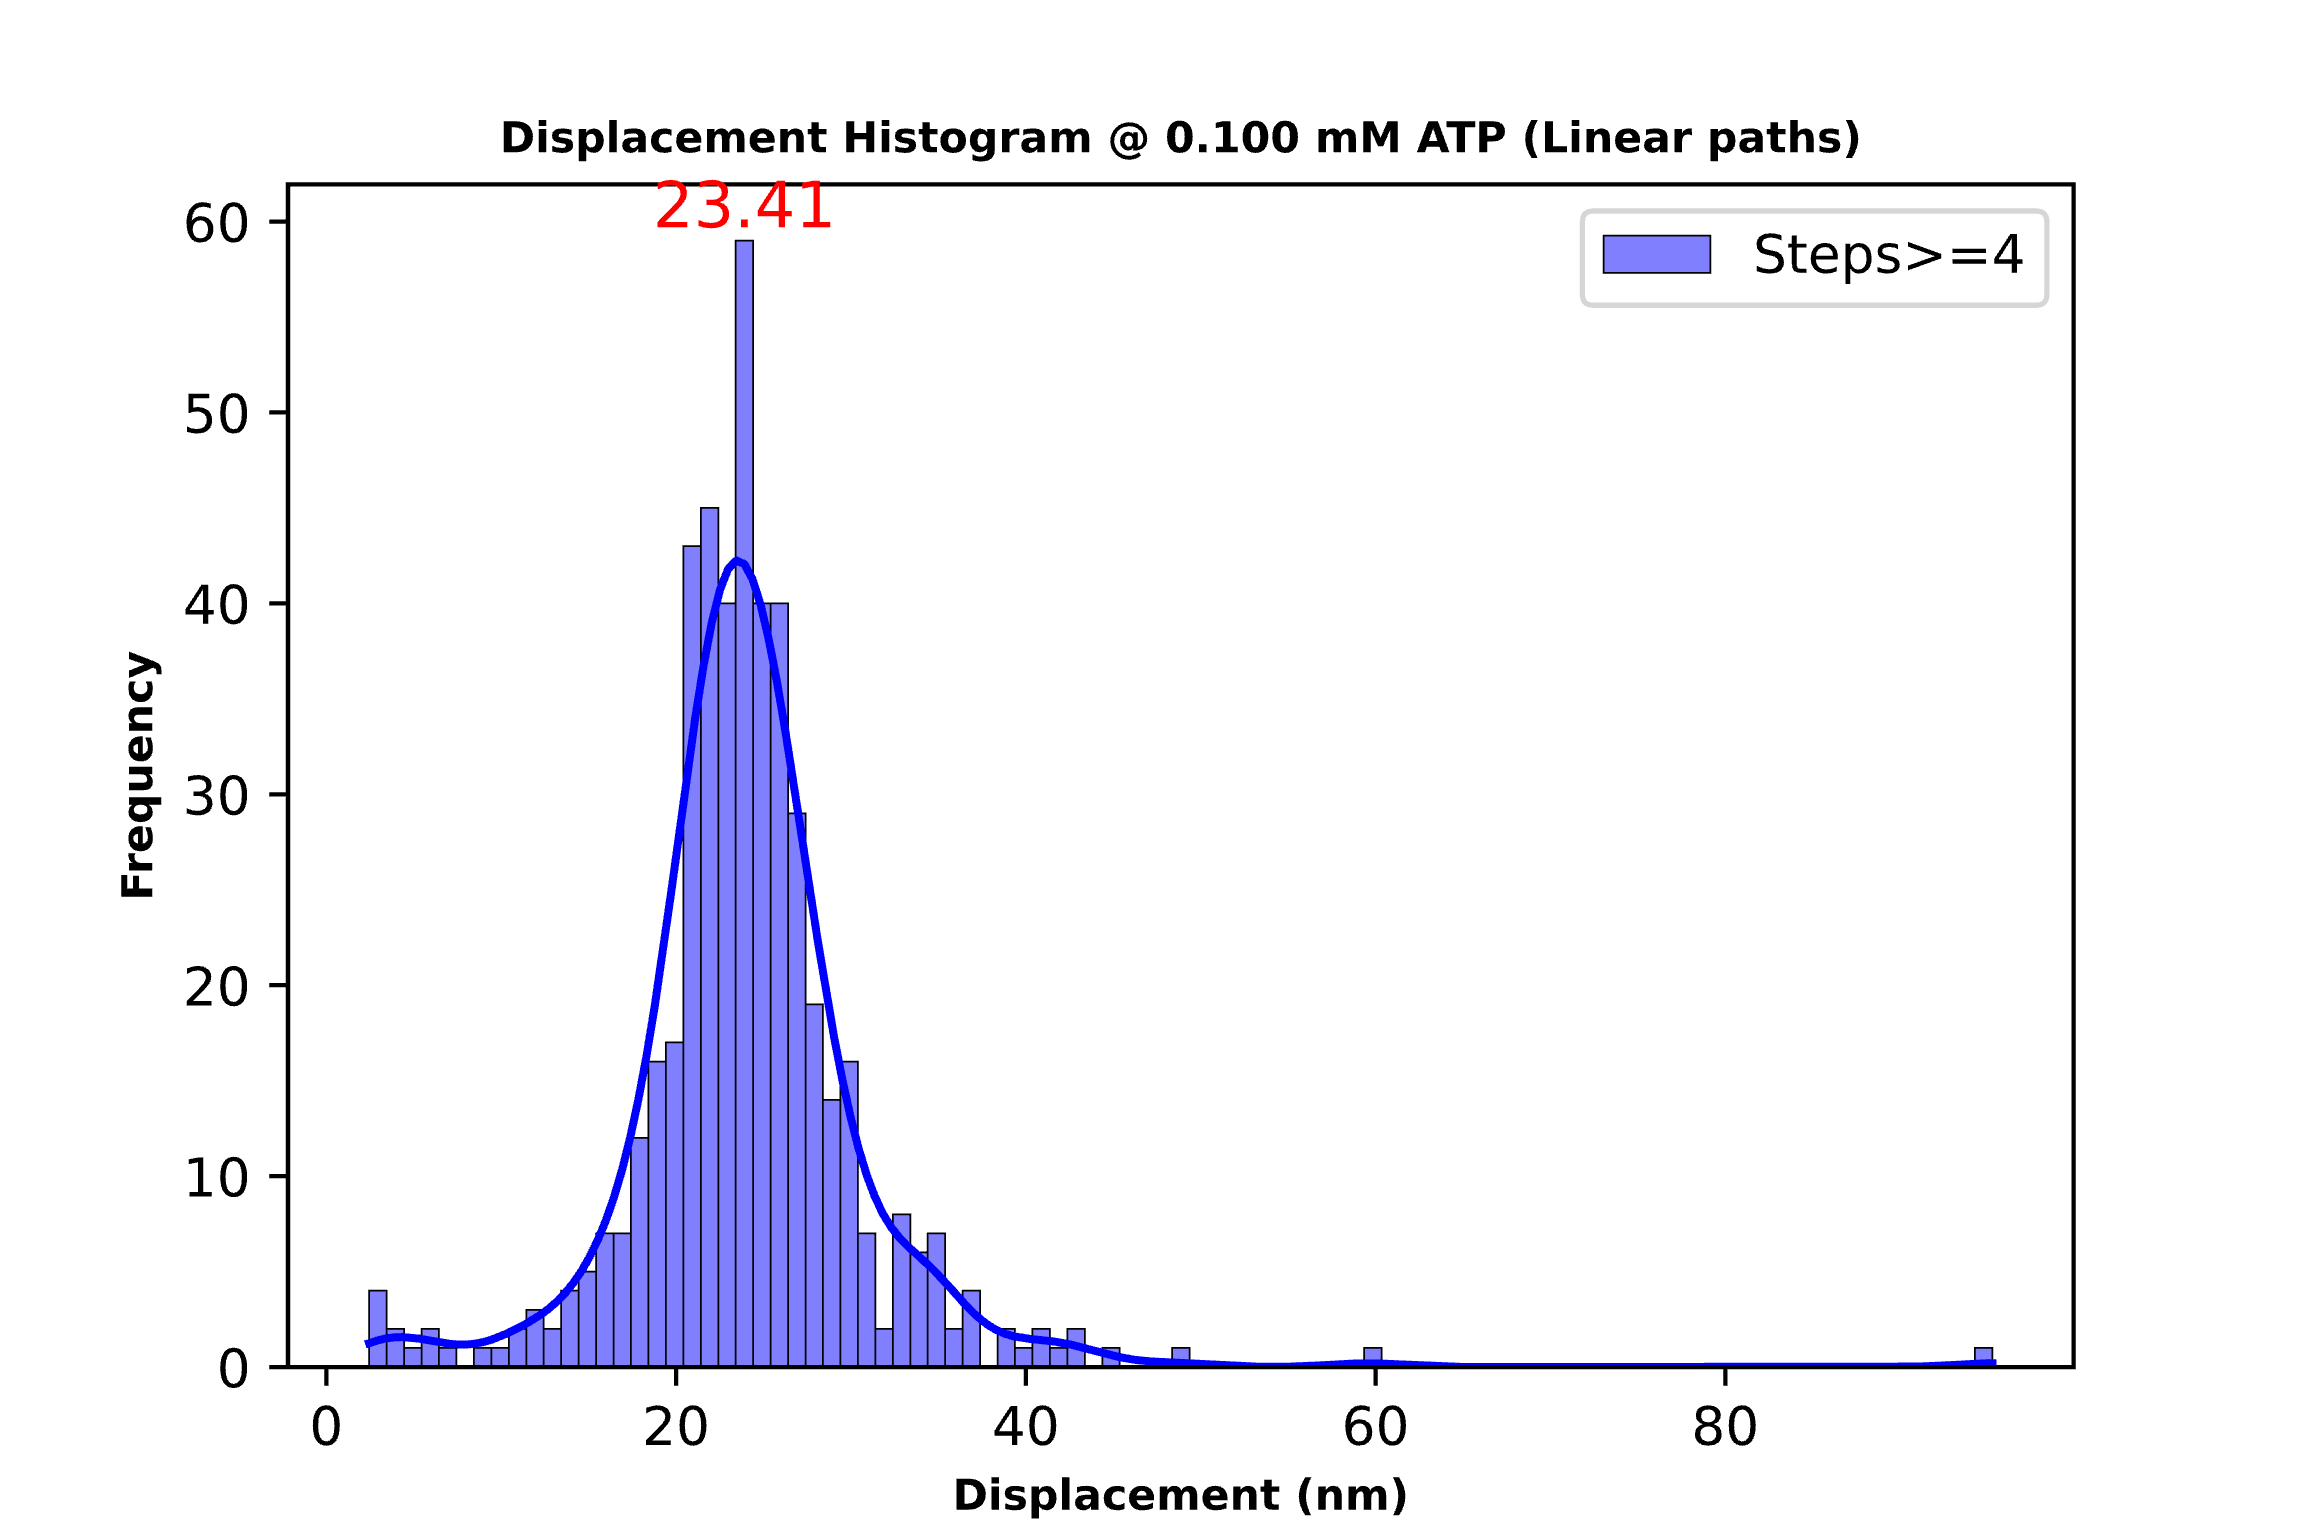 Displacement Histogram @ 0.100 mM ATP (Linear paths)
23.41
Steps>=4
60
50
40
30
20
10
0
Frequency
0 20 40 60 80
Displacement (nm)